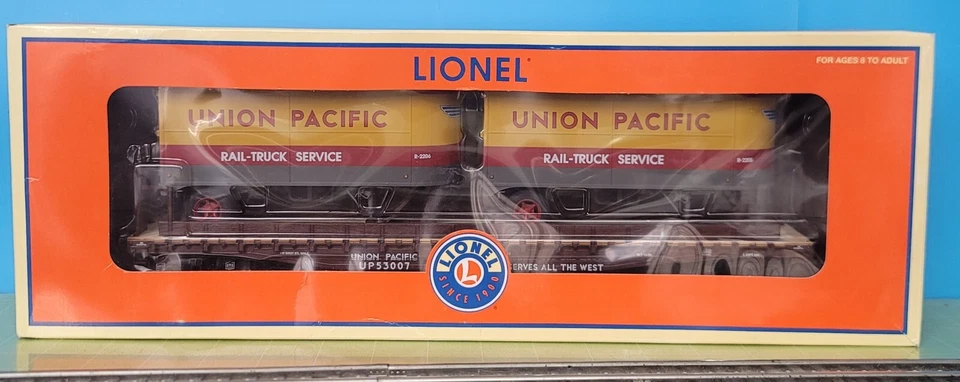 FOR AGES 8 TO ADULT
LIONEL
UNION PACIFIC
RAIL-TRUCK SERVICE
R-2206
UNION PACIFIC
RAIL-TRUCK SERVICE
UNION PACIFIC
UP53007
SERVES ALL THE WEST
LIONEL
L
SINCE 1900